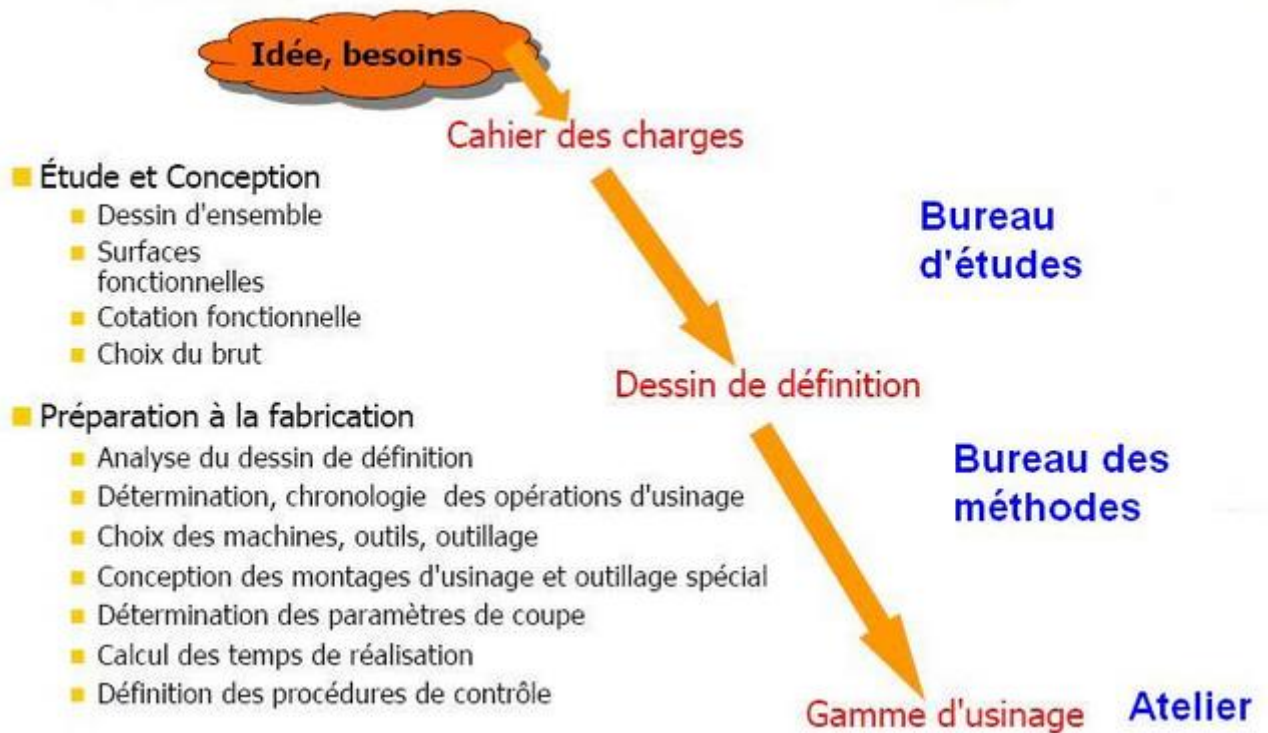 Idée, besoins
Cahier des charges
Étude et Conception
Dessin d'ensemble
Surfaces
fonctionnelles
Cotation fonctionnelle
Choix du brut
Bureau
d'études
Dessin de définition
Préparation à la fabrication
Analyse du dessin de définition
Détermination, chronologie des opérations d'usinage
Choix des machines, outils, outillage
Conception des montages d'usinage et outillage spécial
Détermination des paramètres de coupe
Calcul des temps de réalisation
Définition des procédures de contrôle
Bureau des
méthodes
Gamme d'usinage
Atelier